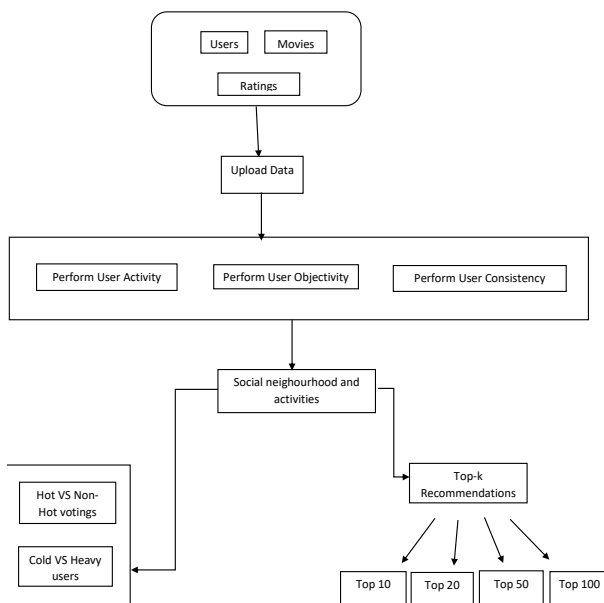 Users
Movies
Ratings
Upload Data
Perform User Activity
Perform User Objectivity
Perform User Consistency
Social neighourhood and
activities
Hot VS Non-
Hot votings
Cold VS Heavy
users
Top-k
Recommendations
Top 10
Top 20
Top 50
Top 100